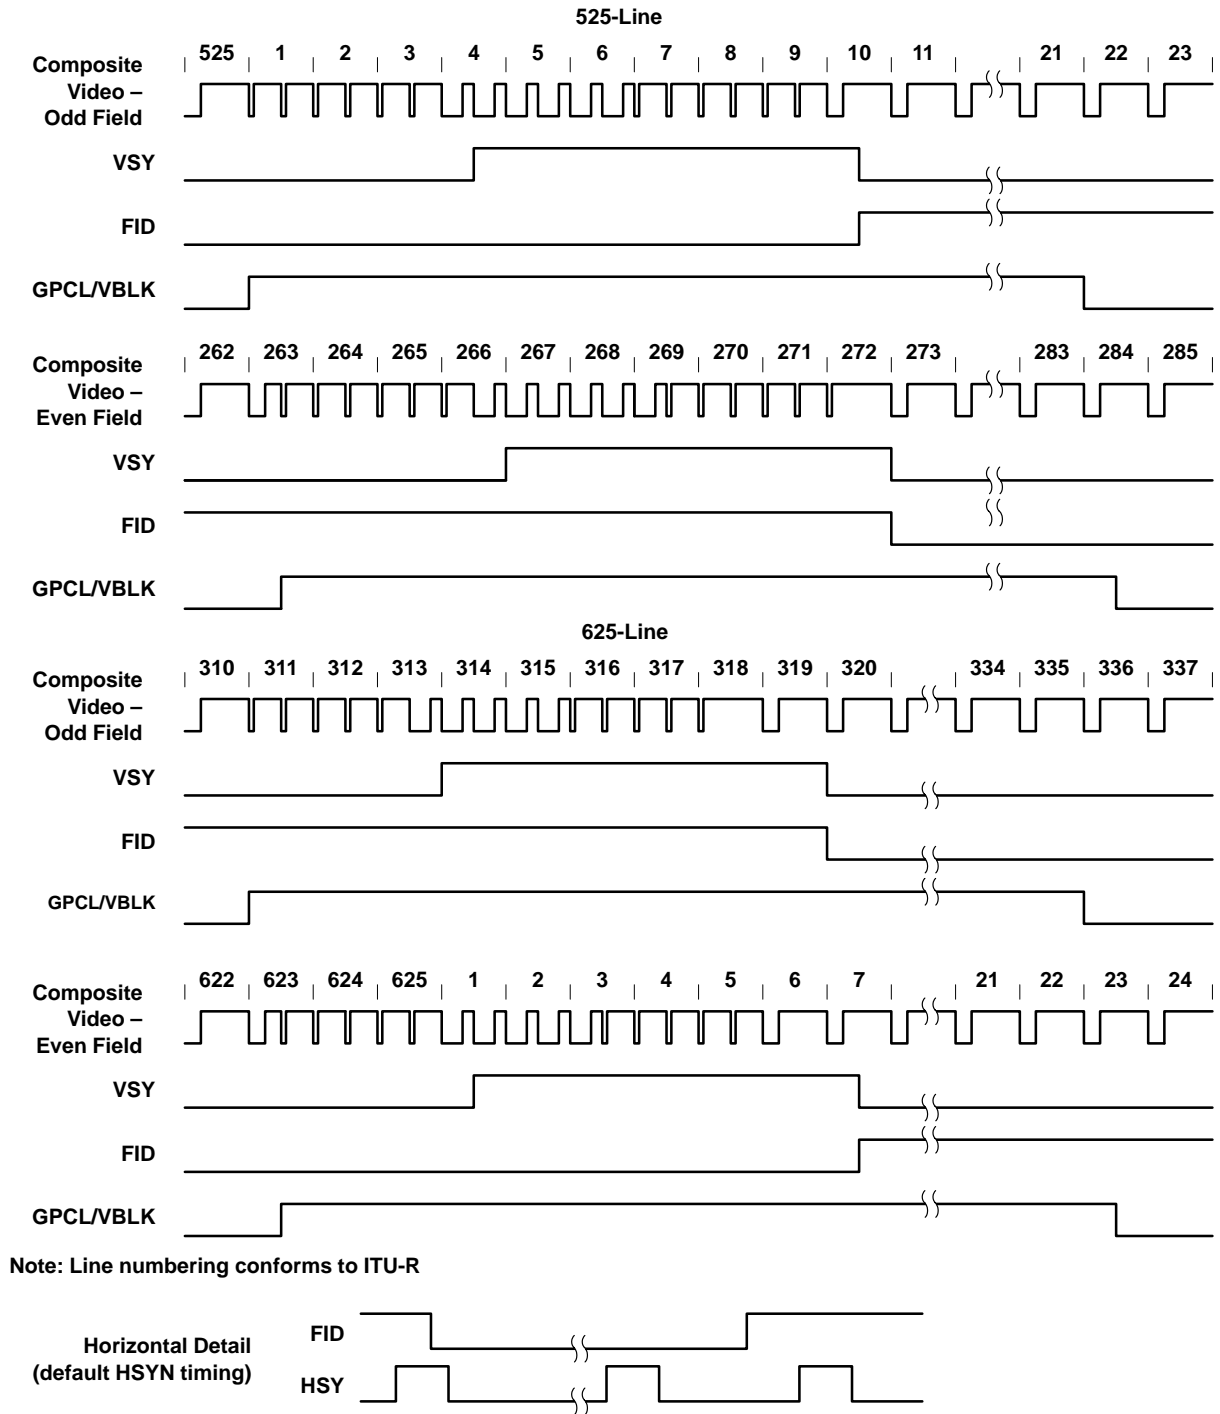 525-Line
525 1 2 3 4 5 6 7 8 9 10 11 21 22 23
Composite
Video –
Odd Field
VSY
FID
GPCL/VBLK
262 263 264 265 266 267 268 269 270 271 272 273 283 284 285
Composite
Video –
Even Field
VSY
FID
GPCL/VBLK
625-Line
310 311 312 313 314 315 316 317 318 319 320 334 335 336 337
Composite
Video –
Odd Field
VSY
FID
GPCL/VBLK
622 623 624 625 1 2 3 4 5 6 7 21 22 23 24
Composite
Video –
Even Field
VSY
FID
GPCL/VBLK
Note: Line numbering conforms to ITU-R
Horizontal Detail
(default HSYN timing)
FID
HSY